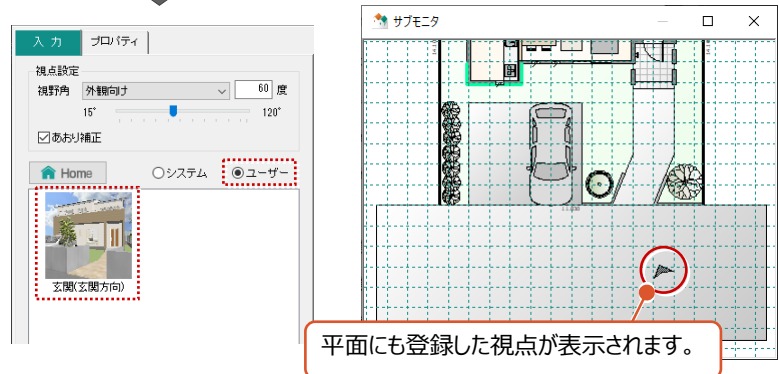 入 力 プロパティ
視点設定
視野角 外観向け 60 度
15° 120°
あおり補正
Home システム ユーザー
玄関(玄関方向)
サブモニタ
平面にも登録した視点が表示されます。